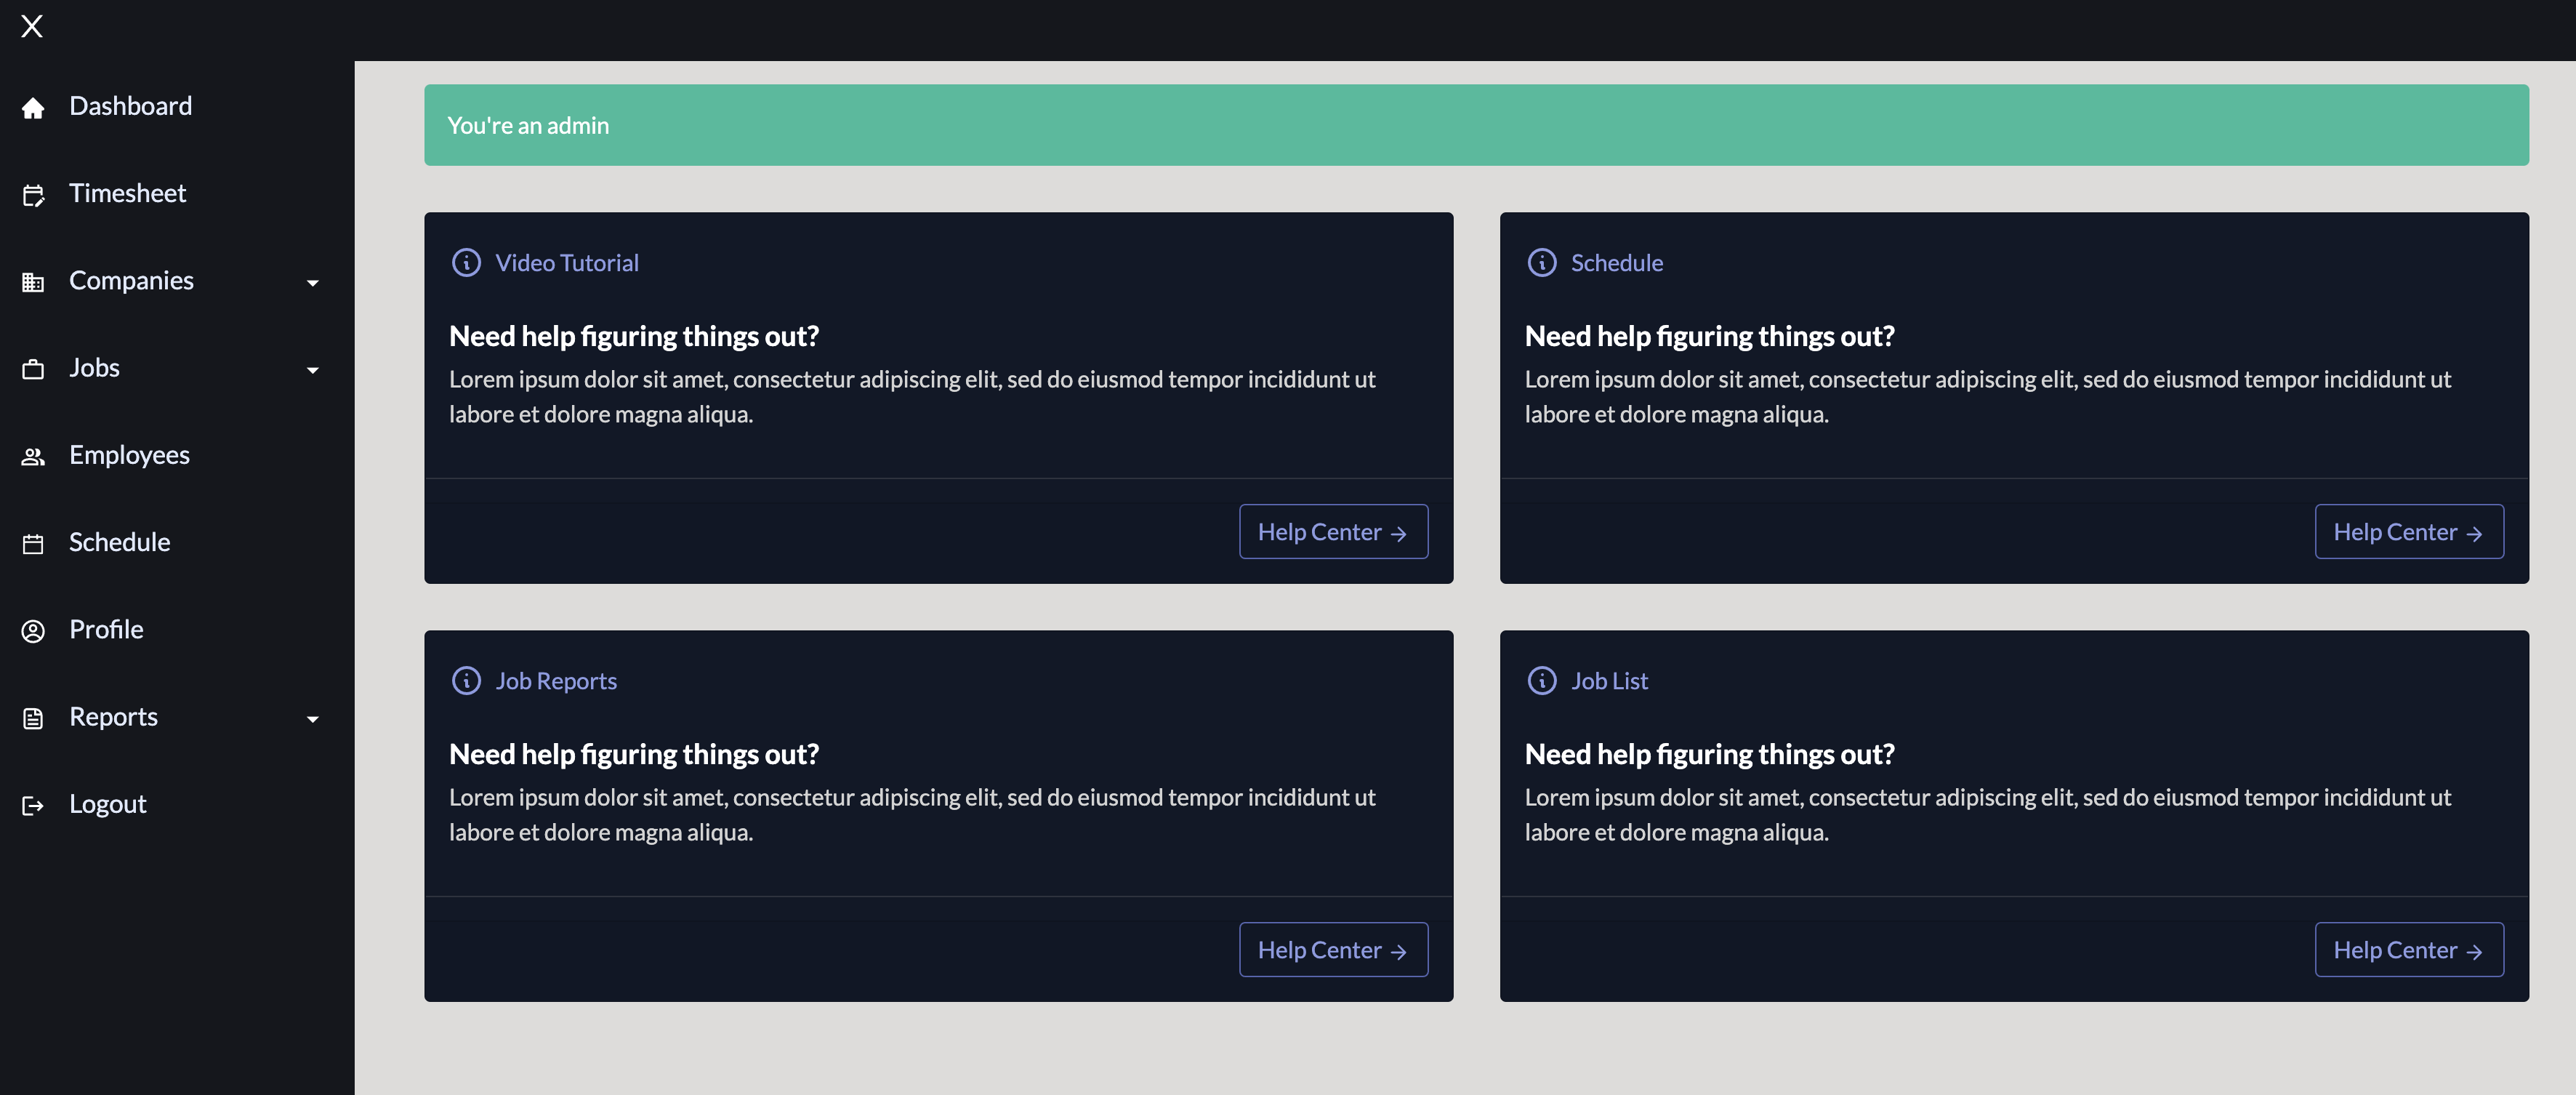 Dashboard
Timesheet
Companies
Jobs
Employees
Schedule
Profile
Reports
Logout
You're an admin
Video Tutorial
Need help figuring things out?
Lorem ipsum dolor sit amet, consectetur adipiscing elit, sed do eiusmod tempor incididunt ut
labore et dolore magna aliqua.
Help Center →
Schedule
Need help figuring things out?
Lorem ipsum dolor sit amet, consectetur adipiscing elit, sed do eiusmod tempor incididunt ut
labore et dolore magna aliqua.
Help Center →
Job Reports
Need help figuring things out?
Lorem ipsum dolor sit amet, consectetur adipiscing elit, sed do eiusmod tempor incididunt ut
labore et dolore magna aliqua.
Help Center →
Job List
Need help figuring things out?
Lorem ipsum dolor sit amet, consectetur adipiscing elit, sed do eiusmod tempor incididunt ut
labore et dolore magna aliqua.
Help Center →